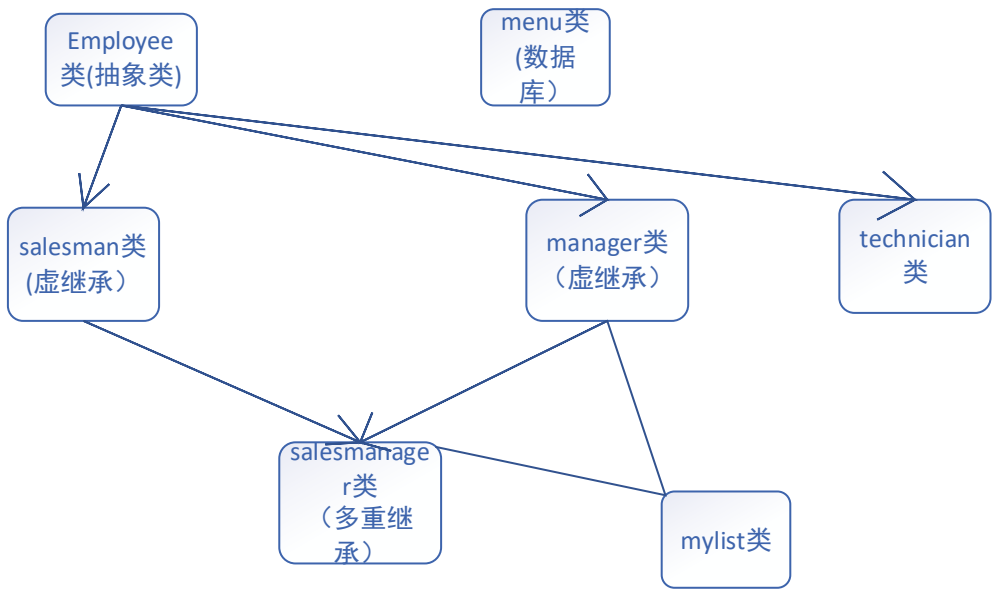 Employee
类(抽象类)
menu类
(数据
库）
salesman类
(虚继承）
manager类
（虚继承）
technician
类
salesmanage
r类
（多重继
承）
mylist类